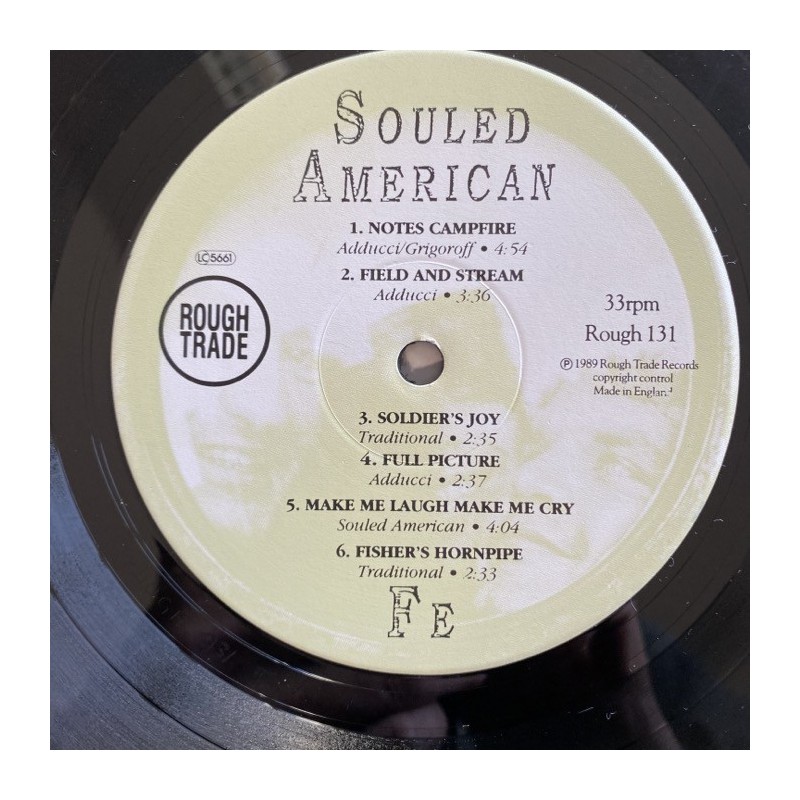 SOULED
AMERICAN
1. NOTES CAMPFIRE
Adducci/Grigoroff • 4:54
2. FIELD AND STREAM
Adducci • 3:36
LC 5661
ROUGH
TRADE
33rpm
Rough 131
℗ 1989 Rough Trade Records
copyright control
Made in England
3. SOLDIER'S JOY
Traditional • 2:35
4. FULL PICTURE
Adducci • 2:37
5. MAKE ME LAUGH MAKE ME CRY
Souled American • 4:04
6. FISHER'S HORNPIPE
Traditional • 2:33
FE